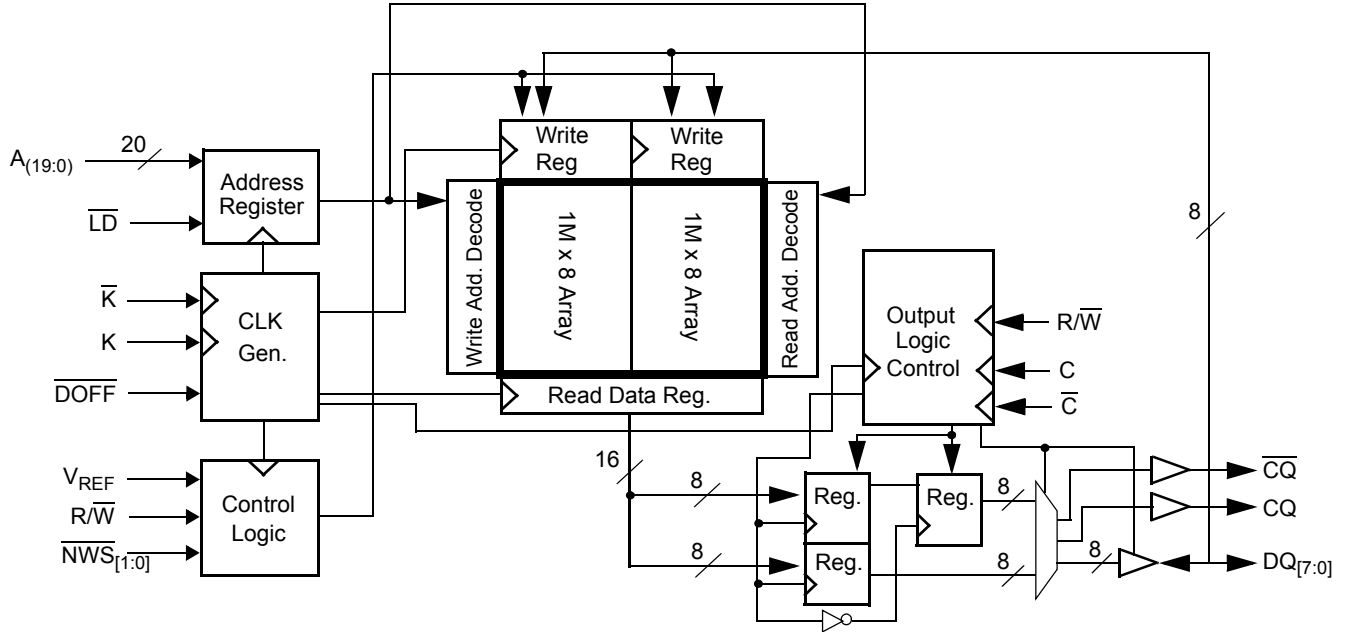 20
A(19:0)
LD
Address
Register
K
K
DOFF
CLK
Gen.
VREF
R/W
NWS[1:0]
Control
Logic
Write
Reg
Write
Reg
Write Add. Decode
1M x 8 Array
1M x 8 Array
Read Add. Decode
Read Data Reg.
16
8
8
Output
Logic
Control
R/W
C
C
8
Reg.
Reg.
Reg.
8
8
8
CQ
CQ
DQ[7:0]